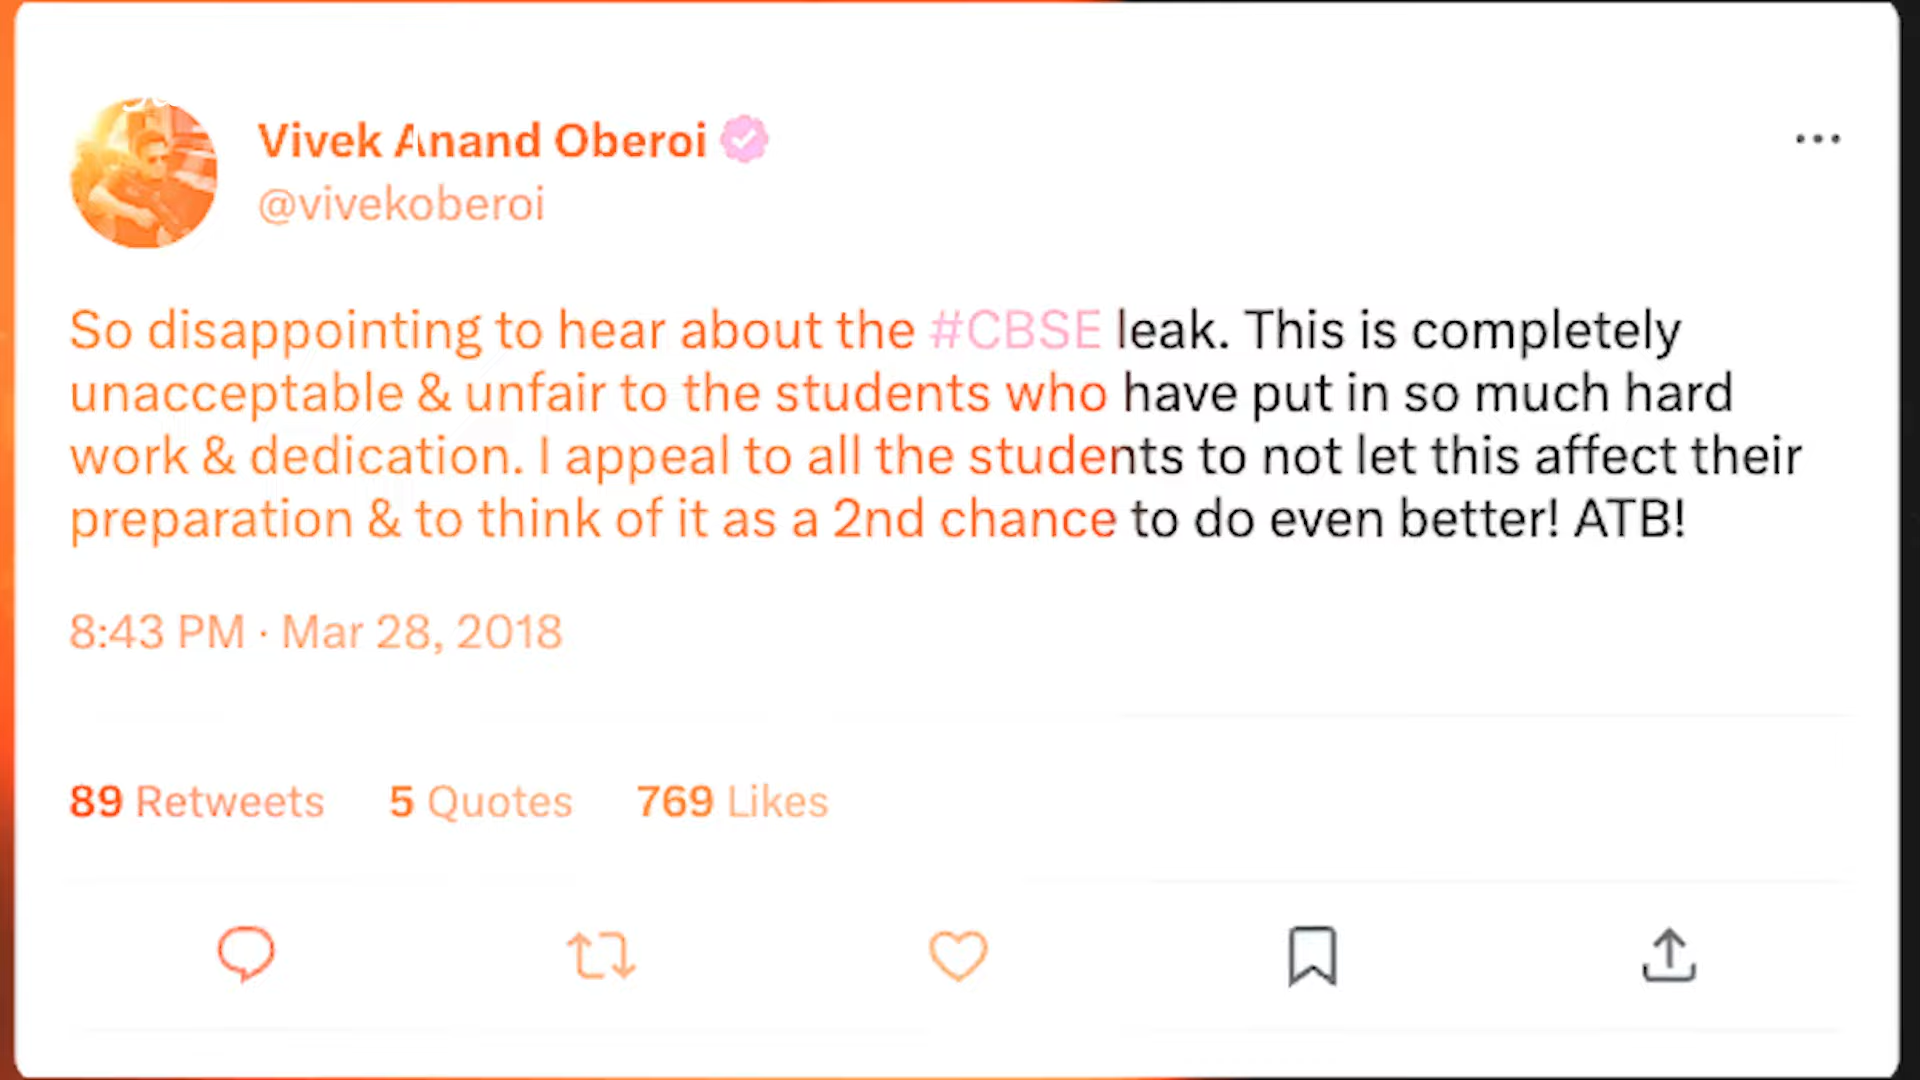 Vivek Anand Oberoi
@vivekoberoi
So disappointing to hear about the #CBSE leak. This is completely
unacceptable & unfair to the students who have put in so much hard
work & dedication. I appeal to all the students to not let this affect their
preparation & to think of it as a 2nd chance to do even better! ATB!
8:43 PM · Mar 28, 2018
89 Retweets 5 Quotes 769 Likes